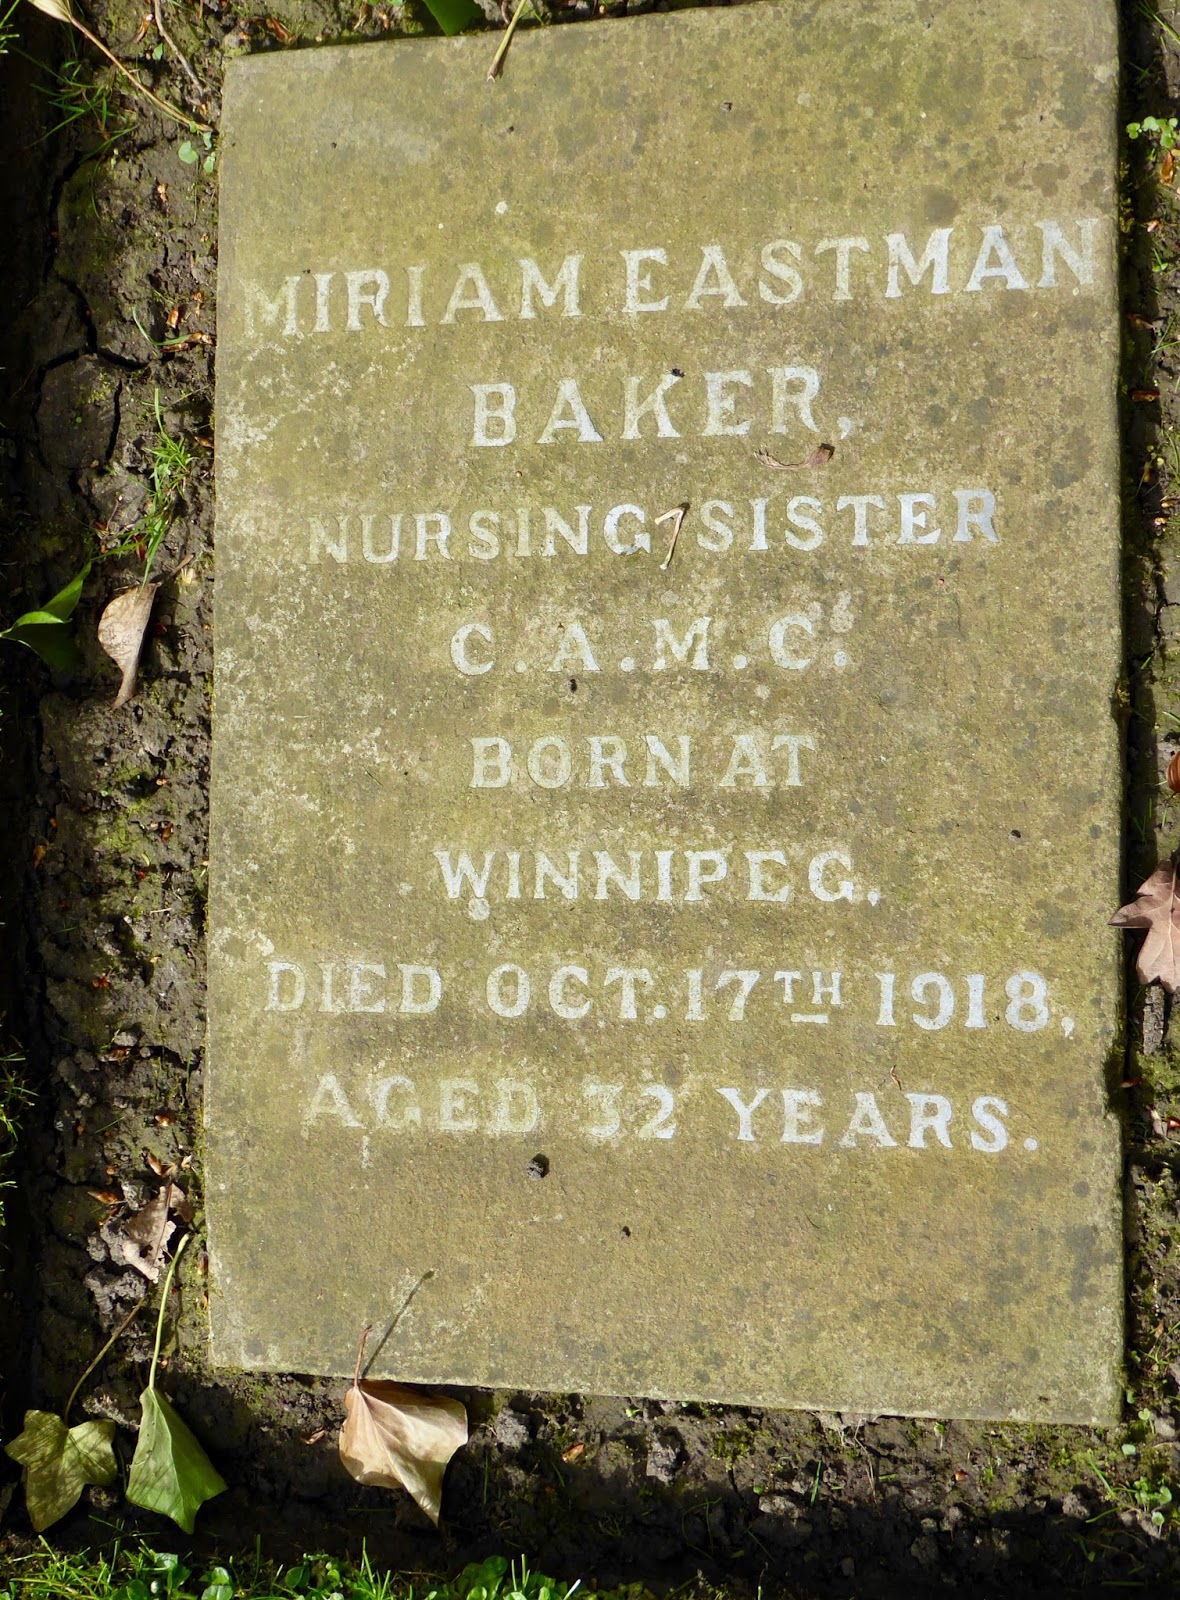 MIRIAM EASTMAN
BAKER,
NURSING SISTER
C.A.M.C.
BORN AT
WINNIPEG.
DIED OCT. 17TH 1918,
AGED 32 YEARS.